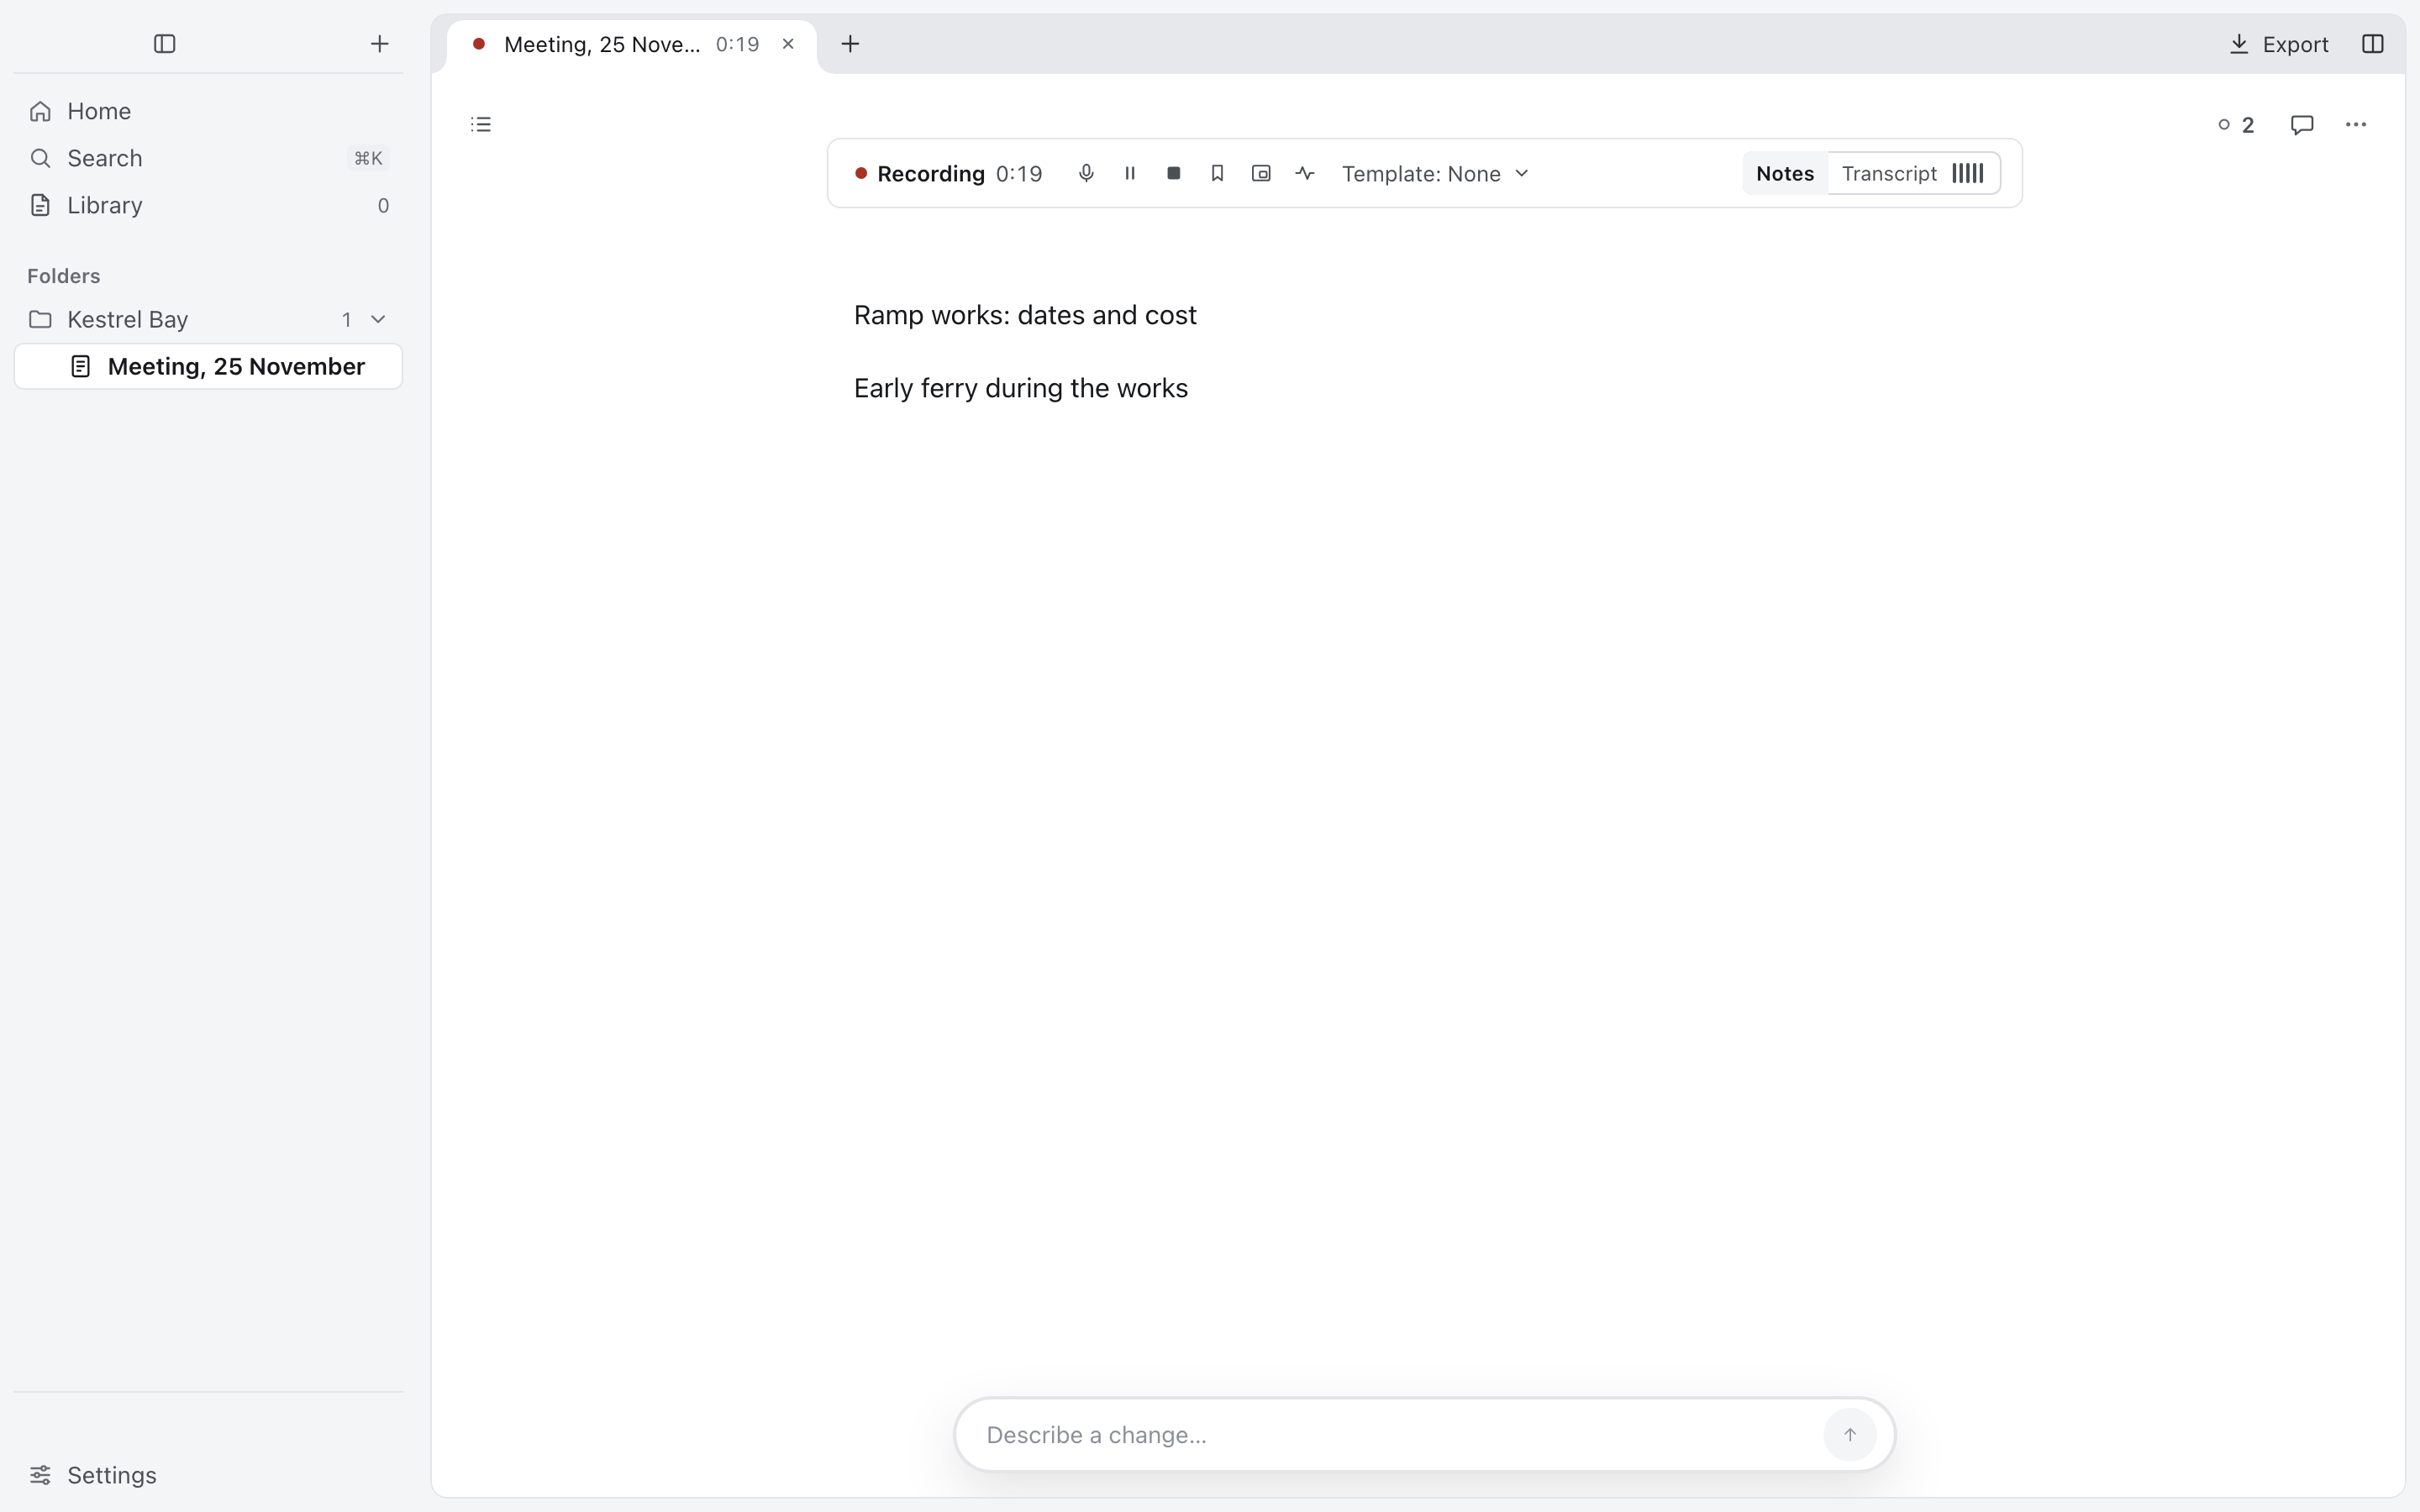 Home
Search ⌘K
Library 0
Folders
Kestrel Bay 1
Meeting, 25 November
Settings
Meeting, 25 Nove... 0:19
Export
2
Recording 0:19 Template: None Notes Transcript
Ramp works: dates and cost
Early ferry during the works
Describe a change...